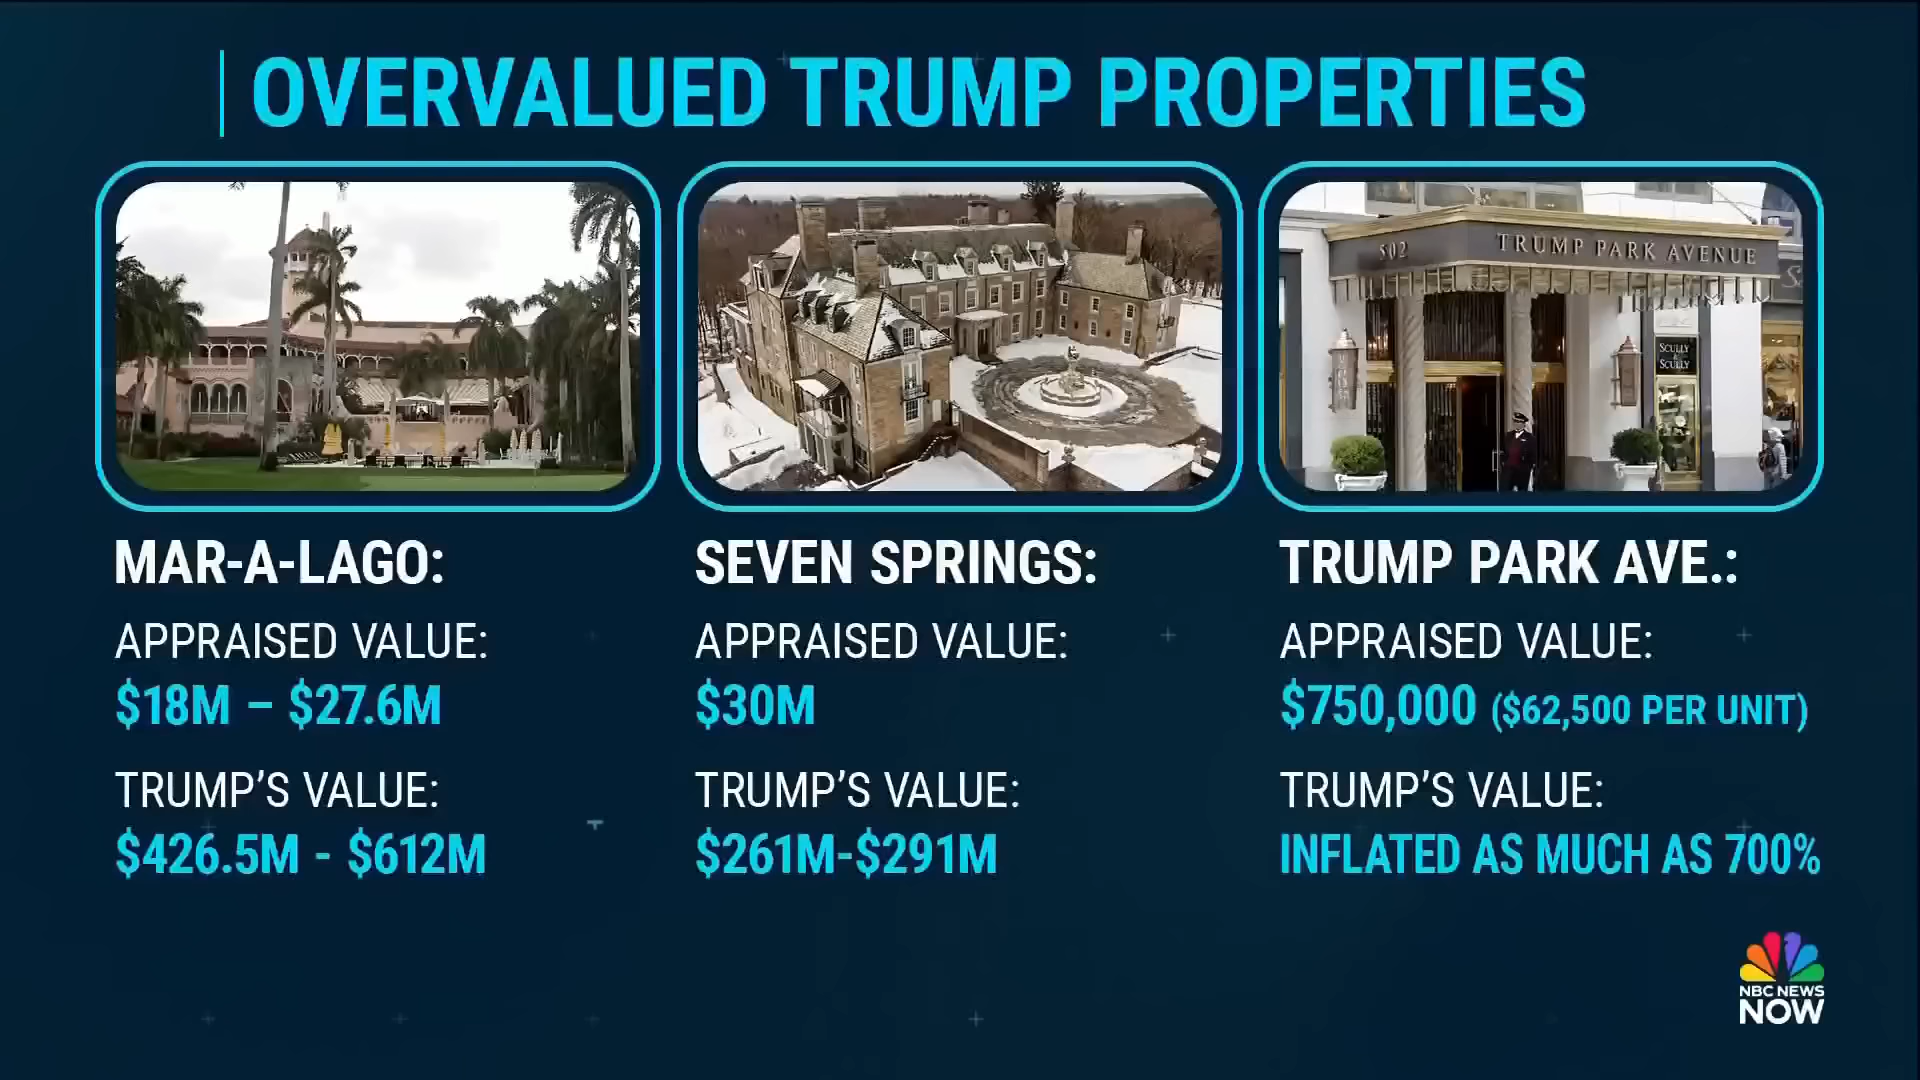 OVERVALUED TRUMP PROPERTIES
502 TRUMP PARK AVENUE
SCULLY
SCULLY
MAR-A-LAGO:
APPRAISED VALUE:
$18M – $27.6M
TRUMP’S VALUE:
$426.5M - $612M
SEVEN SPRINGS:
APPRAISED VALUE:
$30M
TRUMP’S VALUE:
$261M-$291M
TRUMP PARK AVE.:
APPRAISED VALUE:
$750,000 ($62,500 PER UNIT)
TRUMP’S VALUE:
INFLATED AS MUCH AS 700%
NBC NEWS
NOW